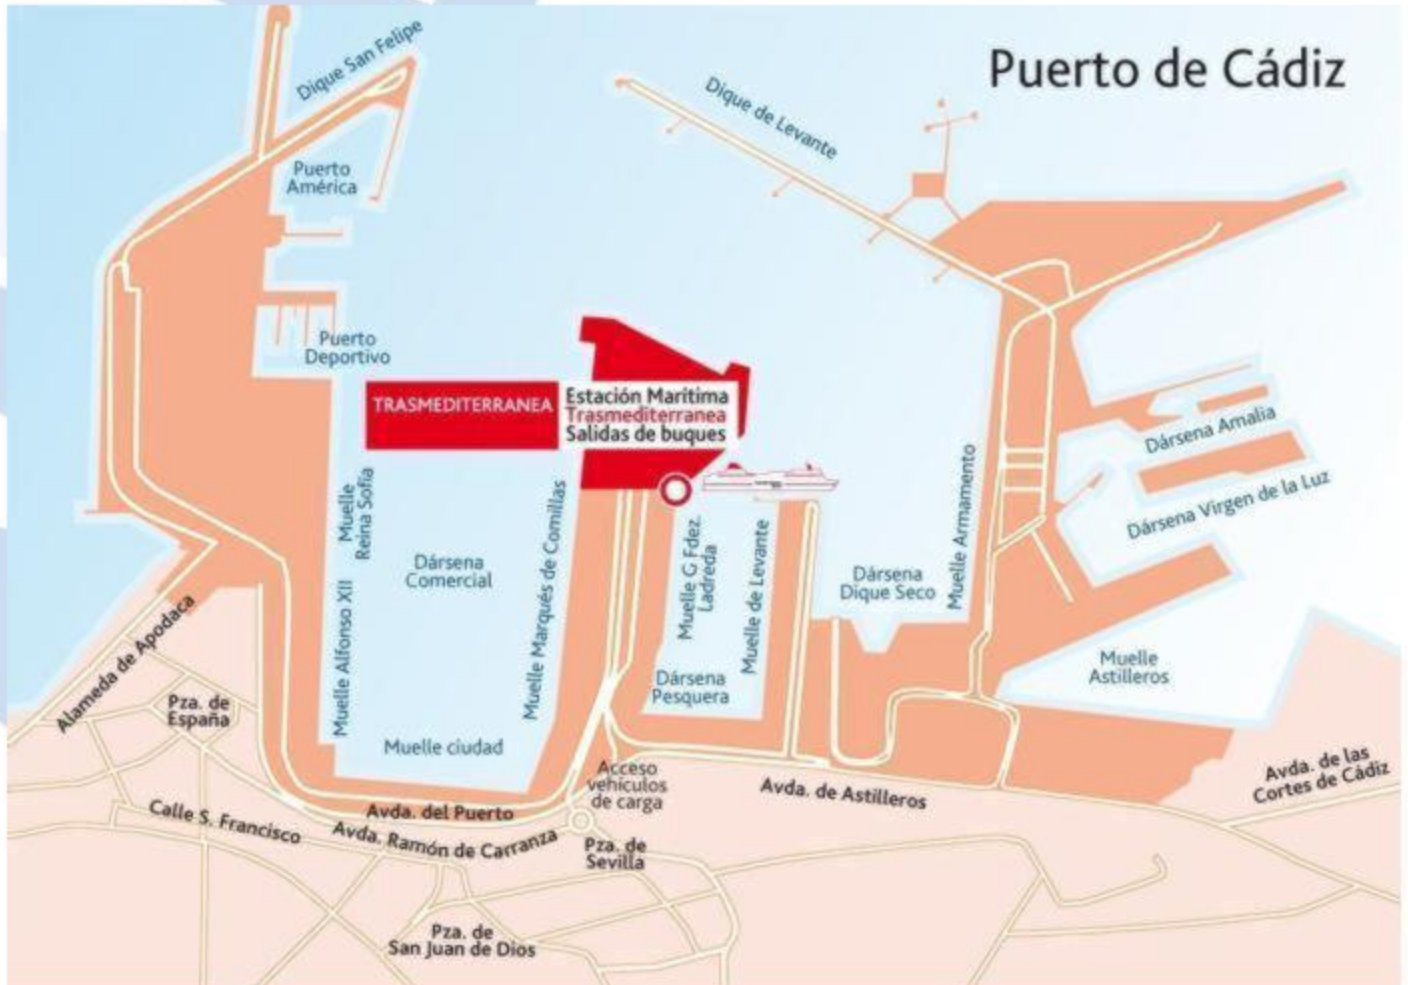 Puerto de Cádiz
Dique San Felipe
Dique de Levante
Puerto
América
Puerto
Deportivo
TRASMEDITERRANEA
Estación Marítima
Trasmediterranea
Salidas de buques
Dársena Amalia
Dársena Virgen de la Luz
Muelle
Reina Sofía
Muelle Alfonso XII
Dársena
Comercial
Muelle Marqués de Comillas
Muelle G Fdez.
Ladreda
Muelle de Levante
Dársena
Dique Seco
Muelle Armamento
Dársena
Pesquera
Muelle
Astilleros
Muelle ciudad
Alameda de Apodaca
Pza. de
España
Acceso
vehículos
de carga
Avda. de Astilleros
Avda. de las
Cortes de Cádiz
Calle S. Francisco
Avda. del Puerto
Avda. Ramón de Carranza
Pza. de
Sevilla
Pza. de
San Juan de Dios